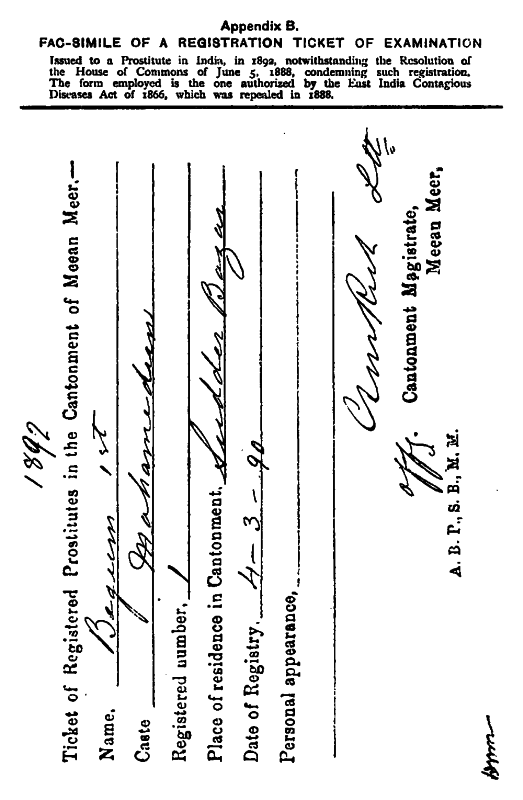 Appendix B.
FAC-SIMILE OF A REGISTRATION TICKET OF EXAMINATION
Issued to a Prostitute in India, in 1892, notwithstanding the Resolution of
the House of Commons of June 5, 1888, condemning such registration.
The form employed is the one authorized by the East India Contagious
Diseases Act of 1866, which was repealed in 1888.
1892
Ticket of Registered Prostitutes in the Cantonment of Meean Meer.—
Name, Begum 1st
Caste Mahomedan
Registered number, 1
Place of residence in Cantonment, Sudder Bazar
Date of Registry, 4-3-90
Personal appearance,
Offg. Cantonment Magistrate,
Meean Meer,
A. B. P., S. B., M. M.